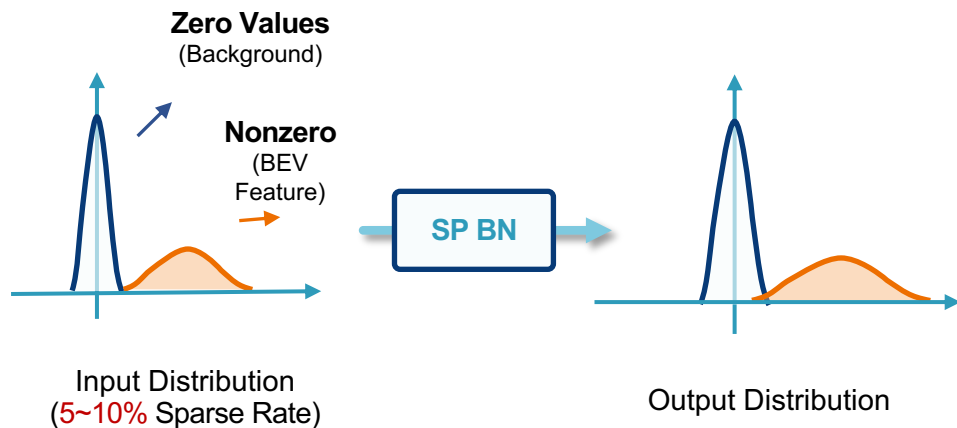 Zero Values
(Background)
Nonzero
(BEV
Feature)
SP BN
Input Distribution
(5~10% Sparse Rate)
Output Distribution